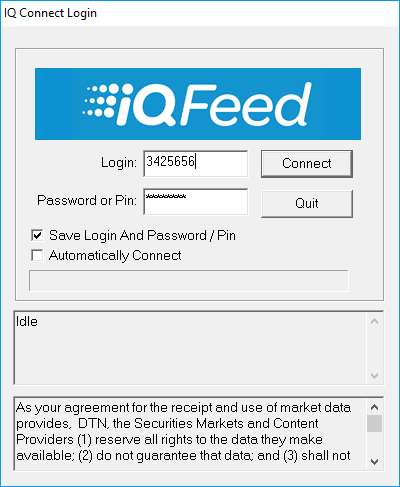 IQ Connect Login
iQFeed
Login: 3425656 Connect
Password or Pin: ********* Quit
Save Login And Password / Pin
Automatically Connect
Idle
As your agreement for the receipt and use of market data
provides, DTN, the Securities Markets and Content
Providers (1) reserve all rights to the data they make
available; (2) do not guarantee that data; and (3) shall not